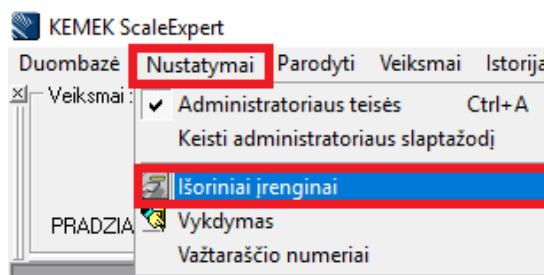 KEMEK ScaleExpert
Duombazė Nustatymai Parodyti Veiksmai Istorija
Veiksmai:
Administratoriaus teisės Ctrl+A
Keisti administratoriaus slaptažodį
Išoriniai įrenginai
PRADZIA
Vykdymas
Važtaraščio numeriai